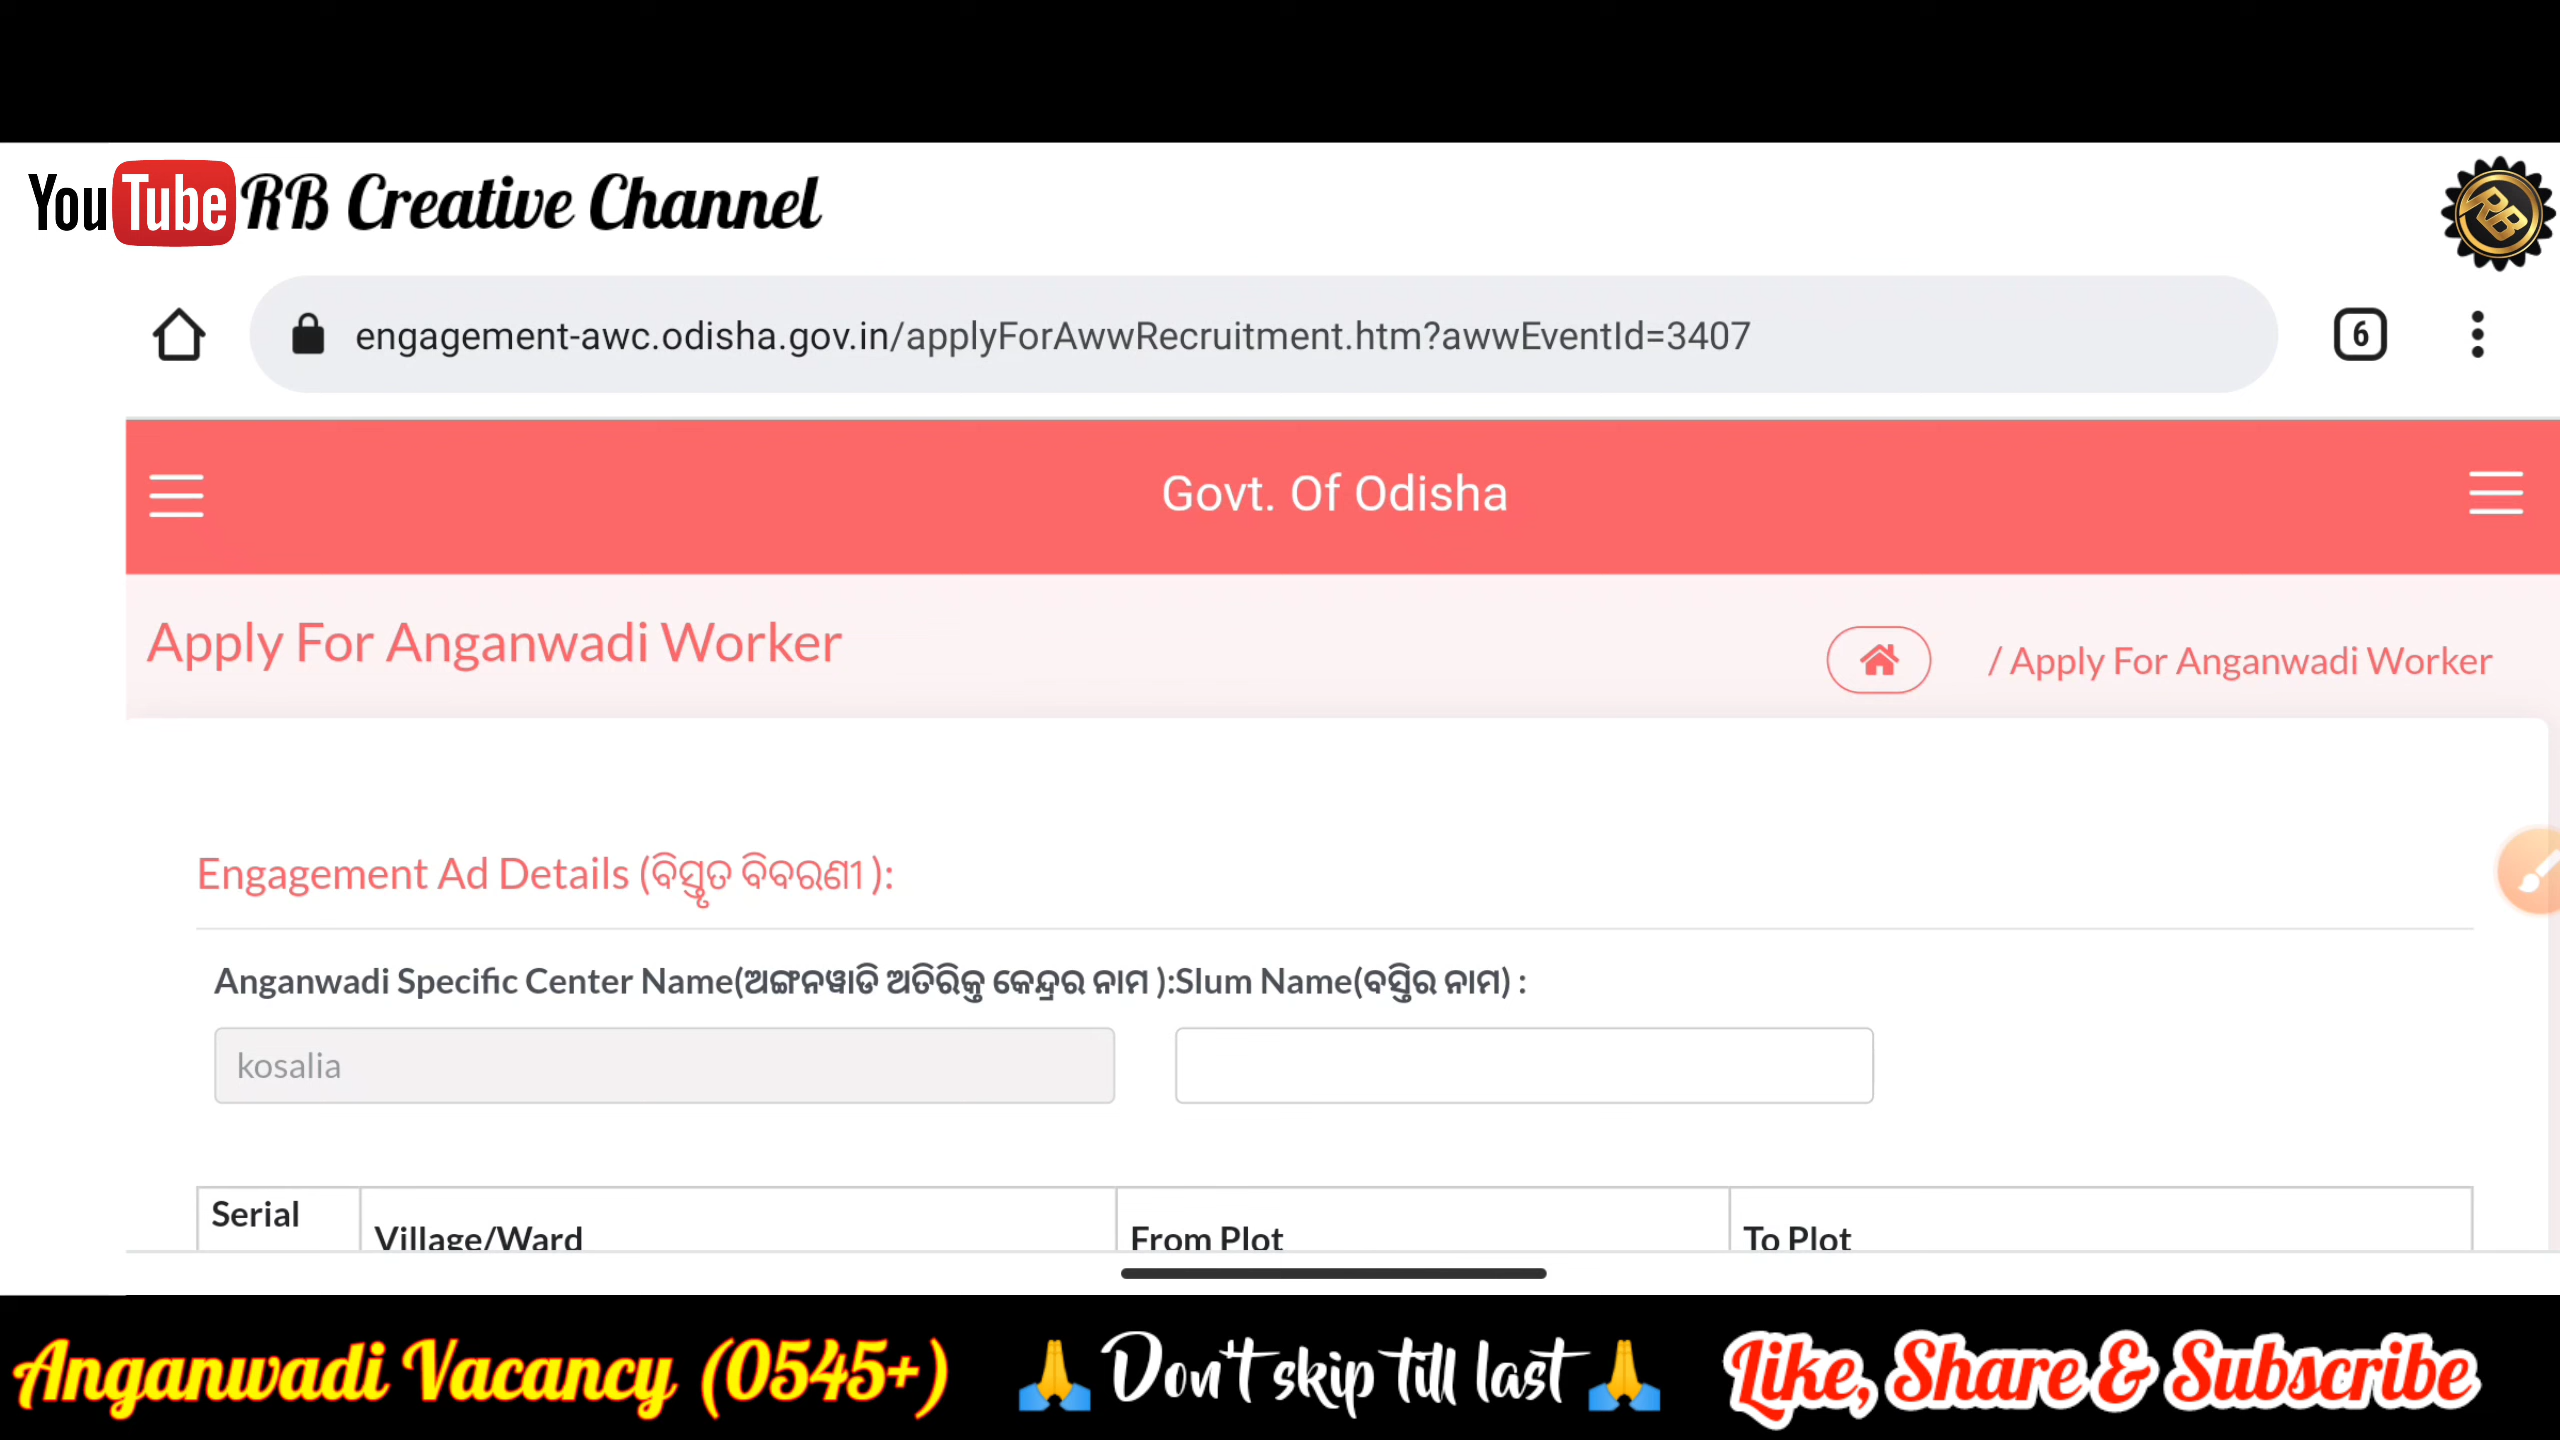 YouTube RB Creative Channel
RB
engagement-awc.odisha.gov.in/applyForAwwRecruitment.htm?awwEventId=3407
6
Govt. Of Odisha
Apply For Anganwadi Worker
/ Apply For Anganwadi Worker
Engagement Ad Details (ବିସ୍ତୃତ ବିବରଣୀ ):
Anganwadi Specific Center Name(ଅଙ୍ଗନୱାଡି ଅତିରିକ୍ତ କେନ୍ଦ୍ରର ନାମ ):Slum Name(ବସ୍ତିର ନାମ) :
kosalia
Serial
Village/Ward From Plot To Plot
Anganwadi Vacancy (0545+) 🙏Don't skip till last🙏 Like, Share & Subscribe